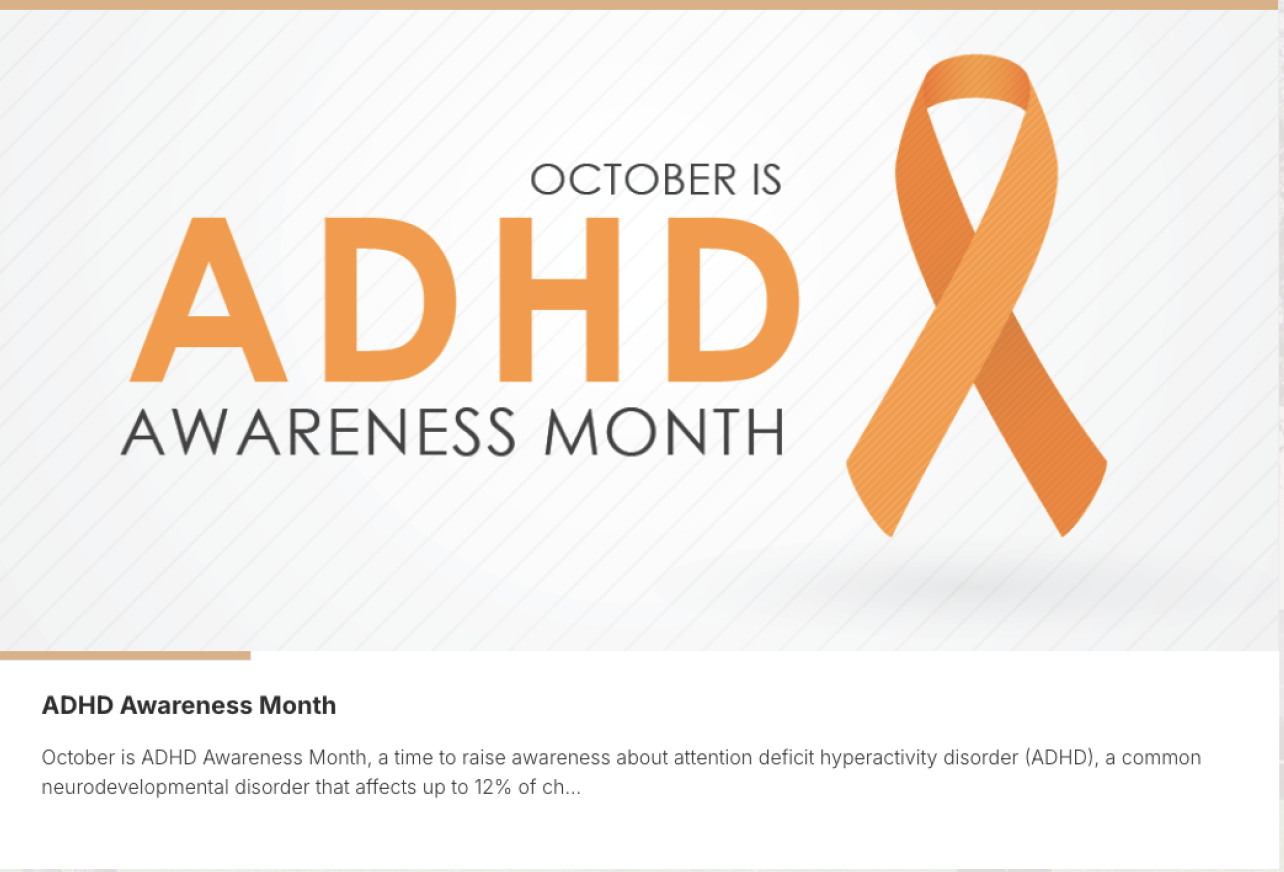 OCTOBER IS
ADHD
AWARENESS MONTH
ADHD Awareness Month
October is ADHD Awareness Month, a time to raise awareness about attention deficit hyperactivity disorder (ADHD), a common
neurodevelopmental disorder that affects up to 12% of ch...